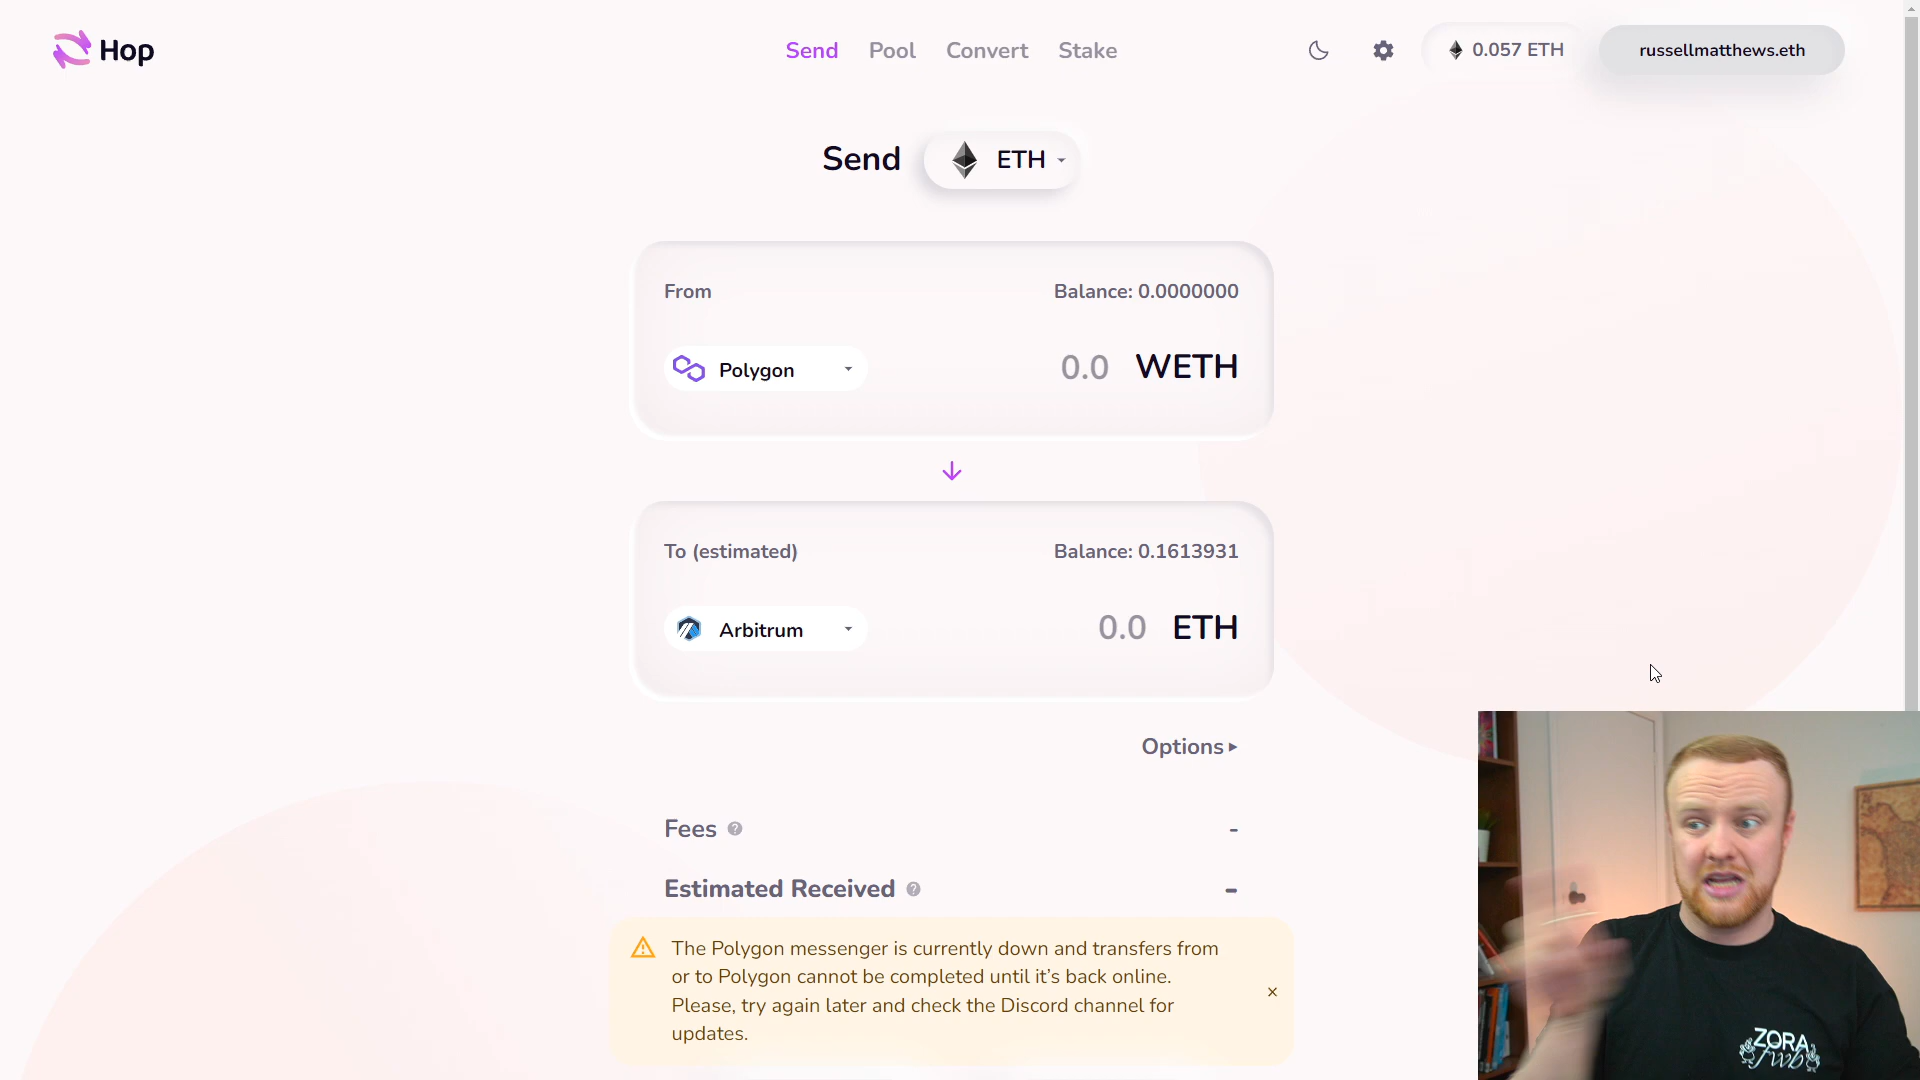 Hop
Send
Pool
Convert
Stake
0.057 ETH
russellmatthews.eth
Send
ETH
From
Balance: 0.0000000
Polygon
0.0
WETH
To (estimated)
Balance: 0.1613931
Arbitrum
0.0
ETH
Options
Fees
-
Estimated Received
-
The Polygon messenger is currently down and transfers from
or to Polygon cannot be completed until it’s back online.
Please, try again later and check the Discord channel for
updates.
ZORA
fwb